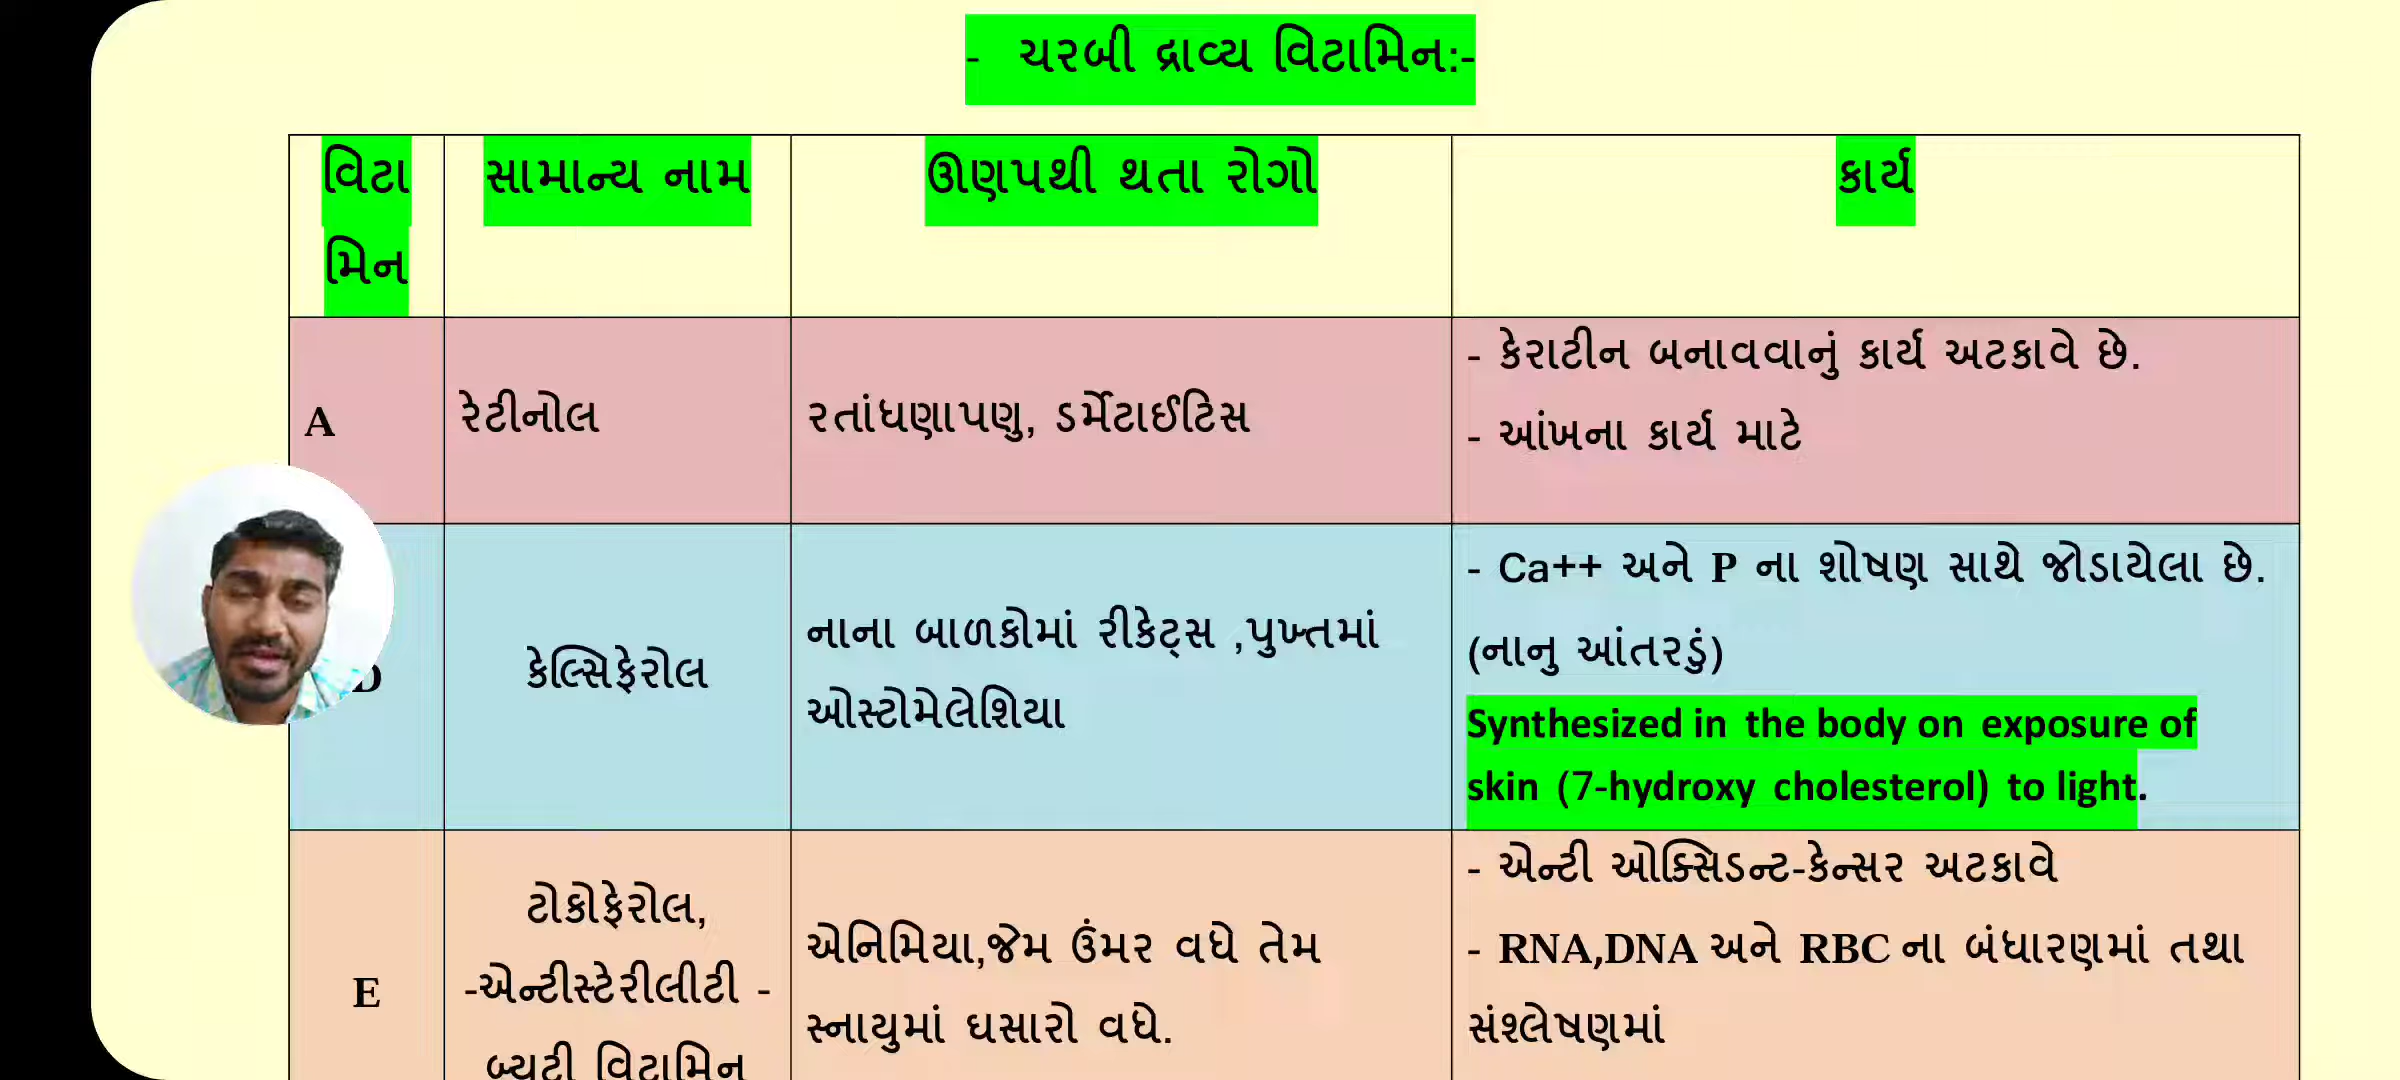 - ચરબી દ્રાવ્ય વિટામિન:-
વિટા
મિન
સામાન્ય નામ
ઊણપથી થતા રોગો
કાર્ય
A
રેટીનોલ
રતાંધણાપણુ, ડર્મેટાઈટિસ
- કેરાટીન બનાવવાનું કાર્ય અટકાવે છે.
- આંખના કાર્ય માટે
D
કેલ્સિફેરોલ
નાના બાળકોમાં રીકેટ્સ ,પુખ્તમાં
ઓસ્ટોમેલેશિયા
- Ca++ અને P ના શોષણ સાથે જોડાયેલા છે.
(નાનુ આંતરડું)
Synthesized in the body on exposure of
skin (7-hydroxy cholesterol) to light.
E
ટોકોફેરોલ,
-એન્ટીસ્ટેરીલીટી -
બ્યુટી વિટામિન
એનિમિયા,જેમ ઉંમર વધે તેમ
સ્નાયુમાં ઘસારો વધે.
- એન્ટી ઓક્સિડન્ટ-કેન્સર અટકાવે
- RNA,DNA અને RBC ના બંધારણમાં તથા
સંશ્લેષણમાં